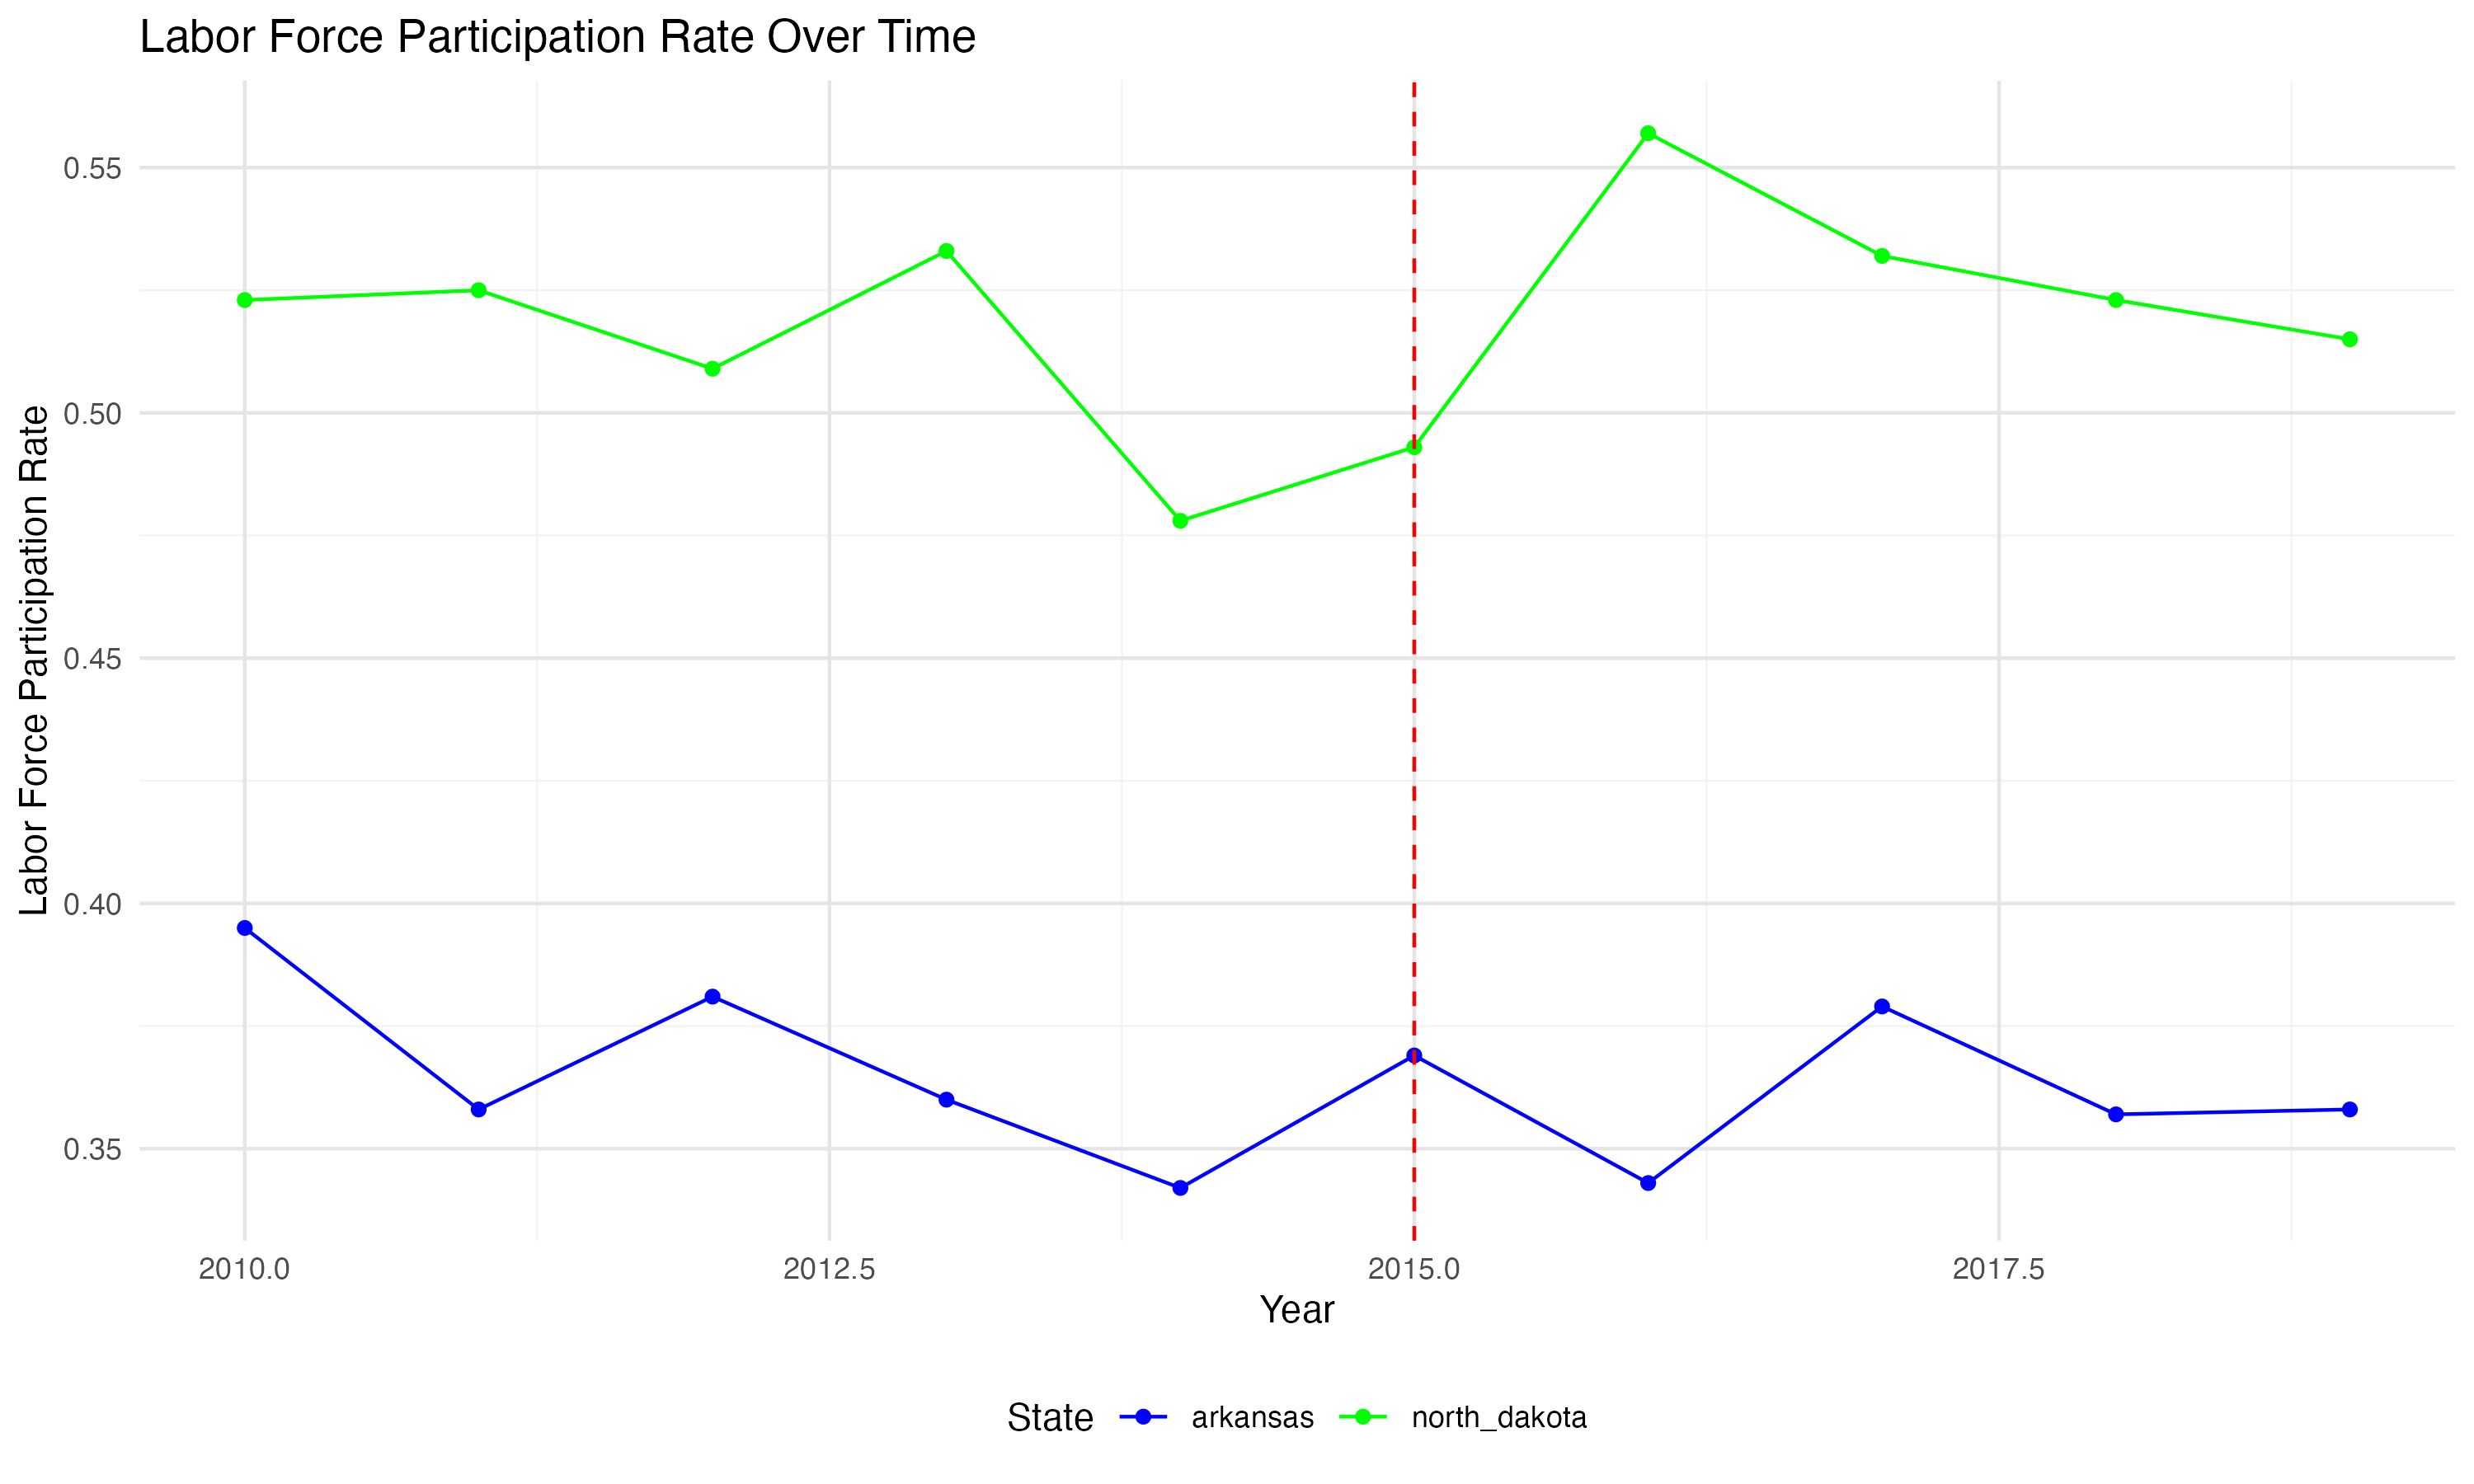 Labor Force Participation Rate Over Time
Labor Force Participation Rate
0.55
0.50
0.45
0.40
0.35
2010.0 2012.5 2015.0 2017.5
Year
State arkansas north_dakota